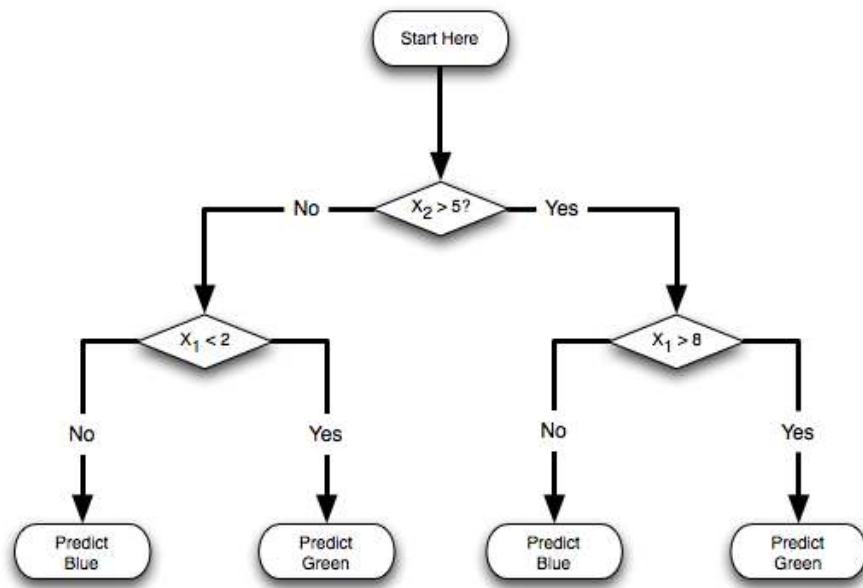 Start Here
No
X2 > 5?
Yes
X1 < 2
X1 > 8
No
Yes
No
Yes
Predict
Blue
Predict
Green
Predict
Blue
Predict
Green